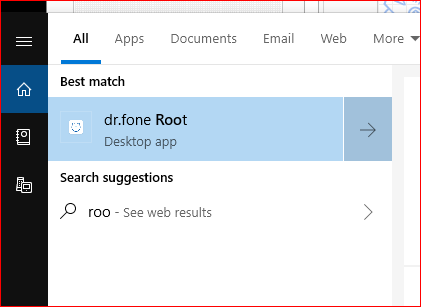 All Apps Documents Email Web More
Best match
dr.fone Root
Desktop app
Search suggestions
roo - See web results